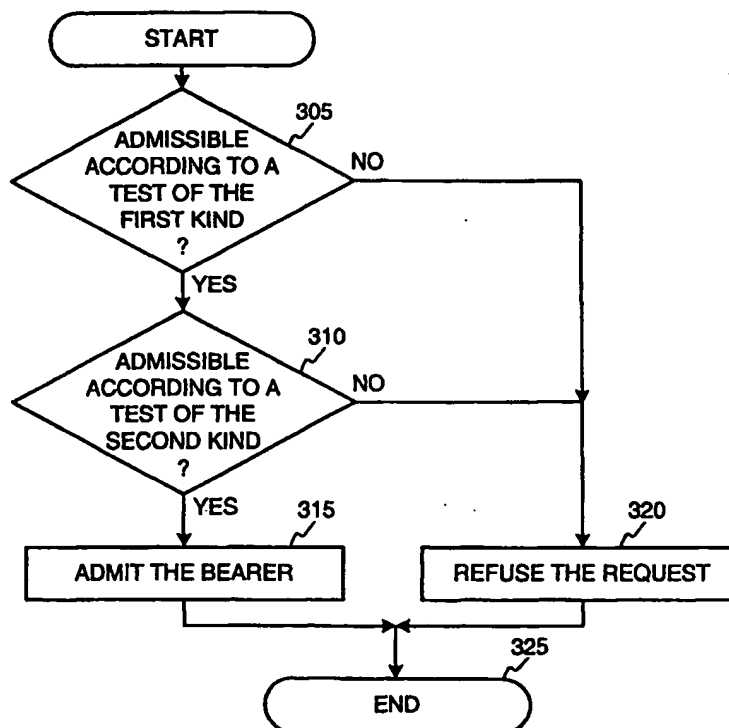 START
305
ADMISSIBLE
ACCORDING TO A
TEST OF THE
FIRST KIND
?
NO
YES
310
ADMISSIBLE
ACCORDING TO A
TEST OF THE
SECOND KIND
?
NO
YES
315
ADMIT THE BEARER
320
REFUSE THE REQUEST
325
END